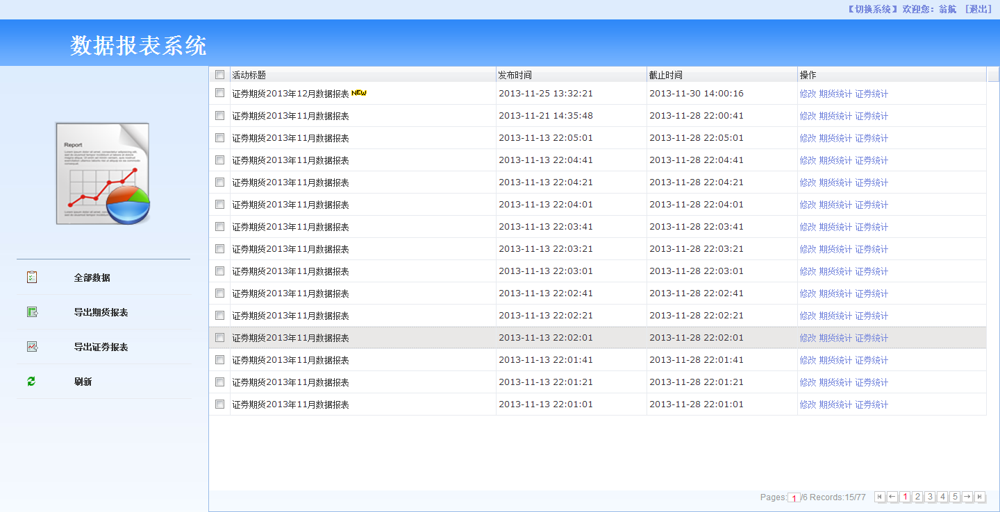 【切换系统】 欢迎您：翁航 [退出]
数据报表系统
Report
全部数据
导出期货报表
导出证券报表
刷新
活动标题 发布时间 截止时间 操作
证券期货2013年12月数据报表 NEW 2013-11-25 13:32:21 2013-11-30 14:00:16 修改 期货统计 证券统计
证券期货2013年11月数据报表 2013-11-21 14:35:48 2013-11-28 22:00:41 修改 期货统计 证券统计
证券期货2013年11月数据报表 2013-11-13 22:05:01 2013-11-28 22:05:01 修改 期货统计 证券统计
证券期货2013年11月数据报表 2013-11-13 22:04:41 2013-11-28 22:04:41 修改 期货统计 证券统计
证券期货2013年11月数据报表 2013-11-13 22:04:21 2013-11-28 22:04:21 修改 期货统计 证券统计
证券期货2013年11月数据报表 2013-11-13 22:04:01 2013-11-28 22:04:01 修改 期货统计 证券统计
证券期货2013年11月数据报表 2013-11-13 22:03:41 2013-11-28 22:03:41 修改 期货统计 证券统计
证券期货2013年11月数据报表 2013-11-13 22:03:21 2013-11-28 22:03:21 修改 期货统计 证券统计
证券期货2013年11月数据报表 2013-11-13 22:03:01 2013-11-28 22:03:01 修改 期货统计 证券统计
证券期货2013年11月数据报表 2013-11-13 22:02:41 2013-11-28 22:02:41 修改 期货统计 证券统计
证券期货2013年11月数据报表 2013-11-13 22:02:21 2013-11-28 22:02:21 修改 期货统计 证券统计
证券期货2013年11月数据报表 2013-11-13 22:02:01 2013-11-28 22:02:01 修改 期货统计 证券统计
证券期货2013年11月数据报表 2013-11-13 22:01:41 2013-11-28 22:01:41 修改 期货统计 证券统计
证券期货2013年11月数据报表 2013-11-13 22:01:21 2013-11-28 22:01:21 修改 期货统计 证券统计
证券期货2013年11月数据报表 2013-11-13 22:01:01 2013-11-28 22:01:01 修改 期货统计 证券统计
Pages: 1 /6 Records:15/77 1 2 3 4 5